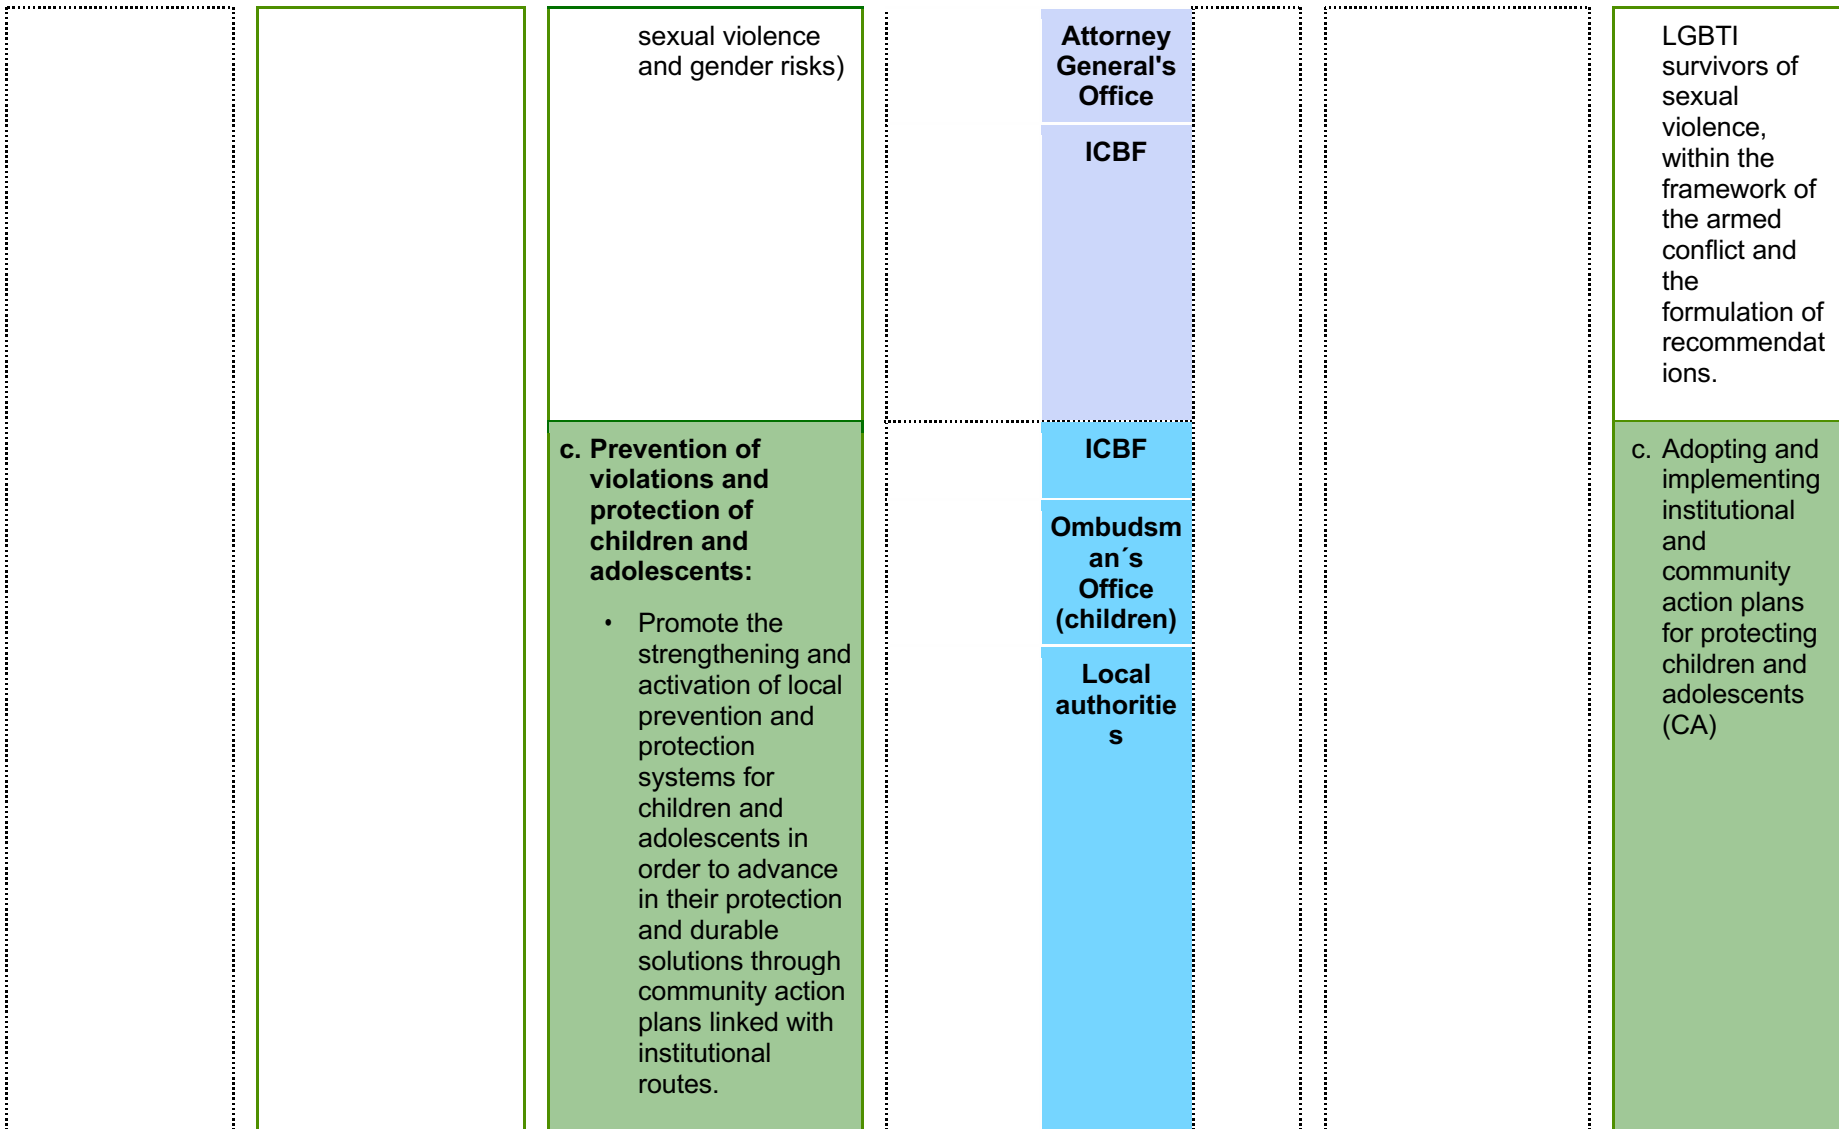 sexual violence
and gender risks)
Attorney
General's
Office
ICBF
LGBTI
survivors of
sexual
violence,
within the
framework of
the armed
conflict and
the
formulation of
recommendat
ions.
c. Prevention of
violations and
protection of
children and
adolescents:
• Promote the
strengthening and
activation of local
prevention and
protection
systems for
children and
adolescents in
order to advance
in their protection
and durable
solutions through
community action
plans linked with
institutional
routes.
ICBF
Ombudsm
an´s
Office
(children)
Local
authoritie
s
c. Adopting and
implementing
institutional
and
community
action plans
for protecting
children and
adolescents
(CA)